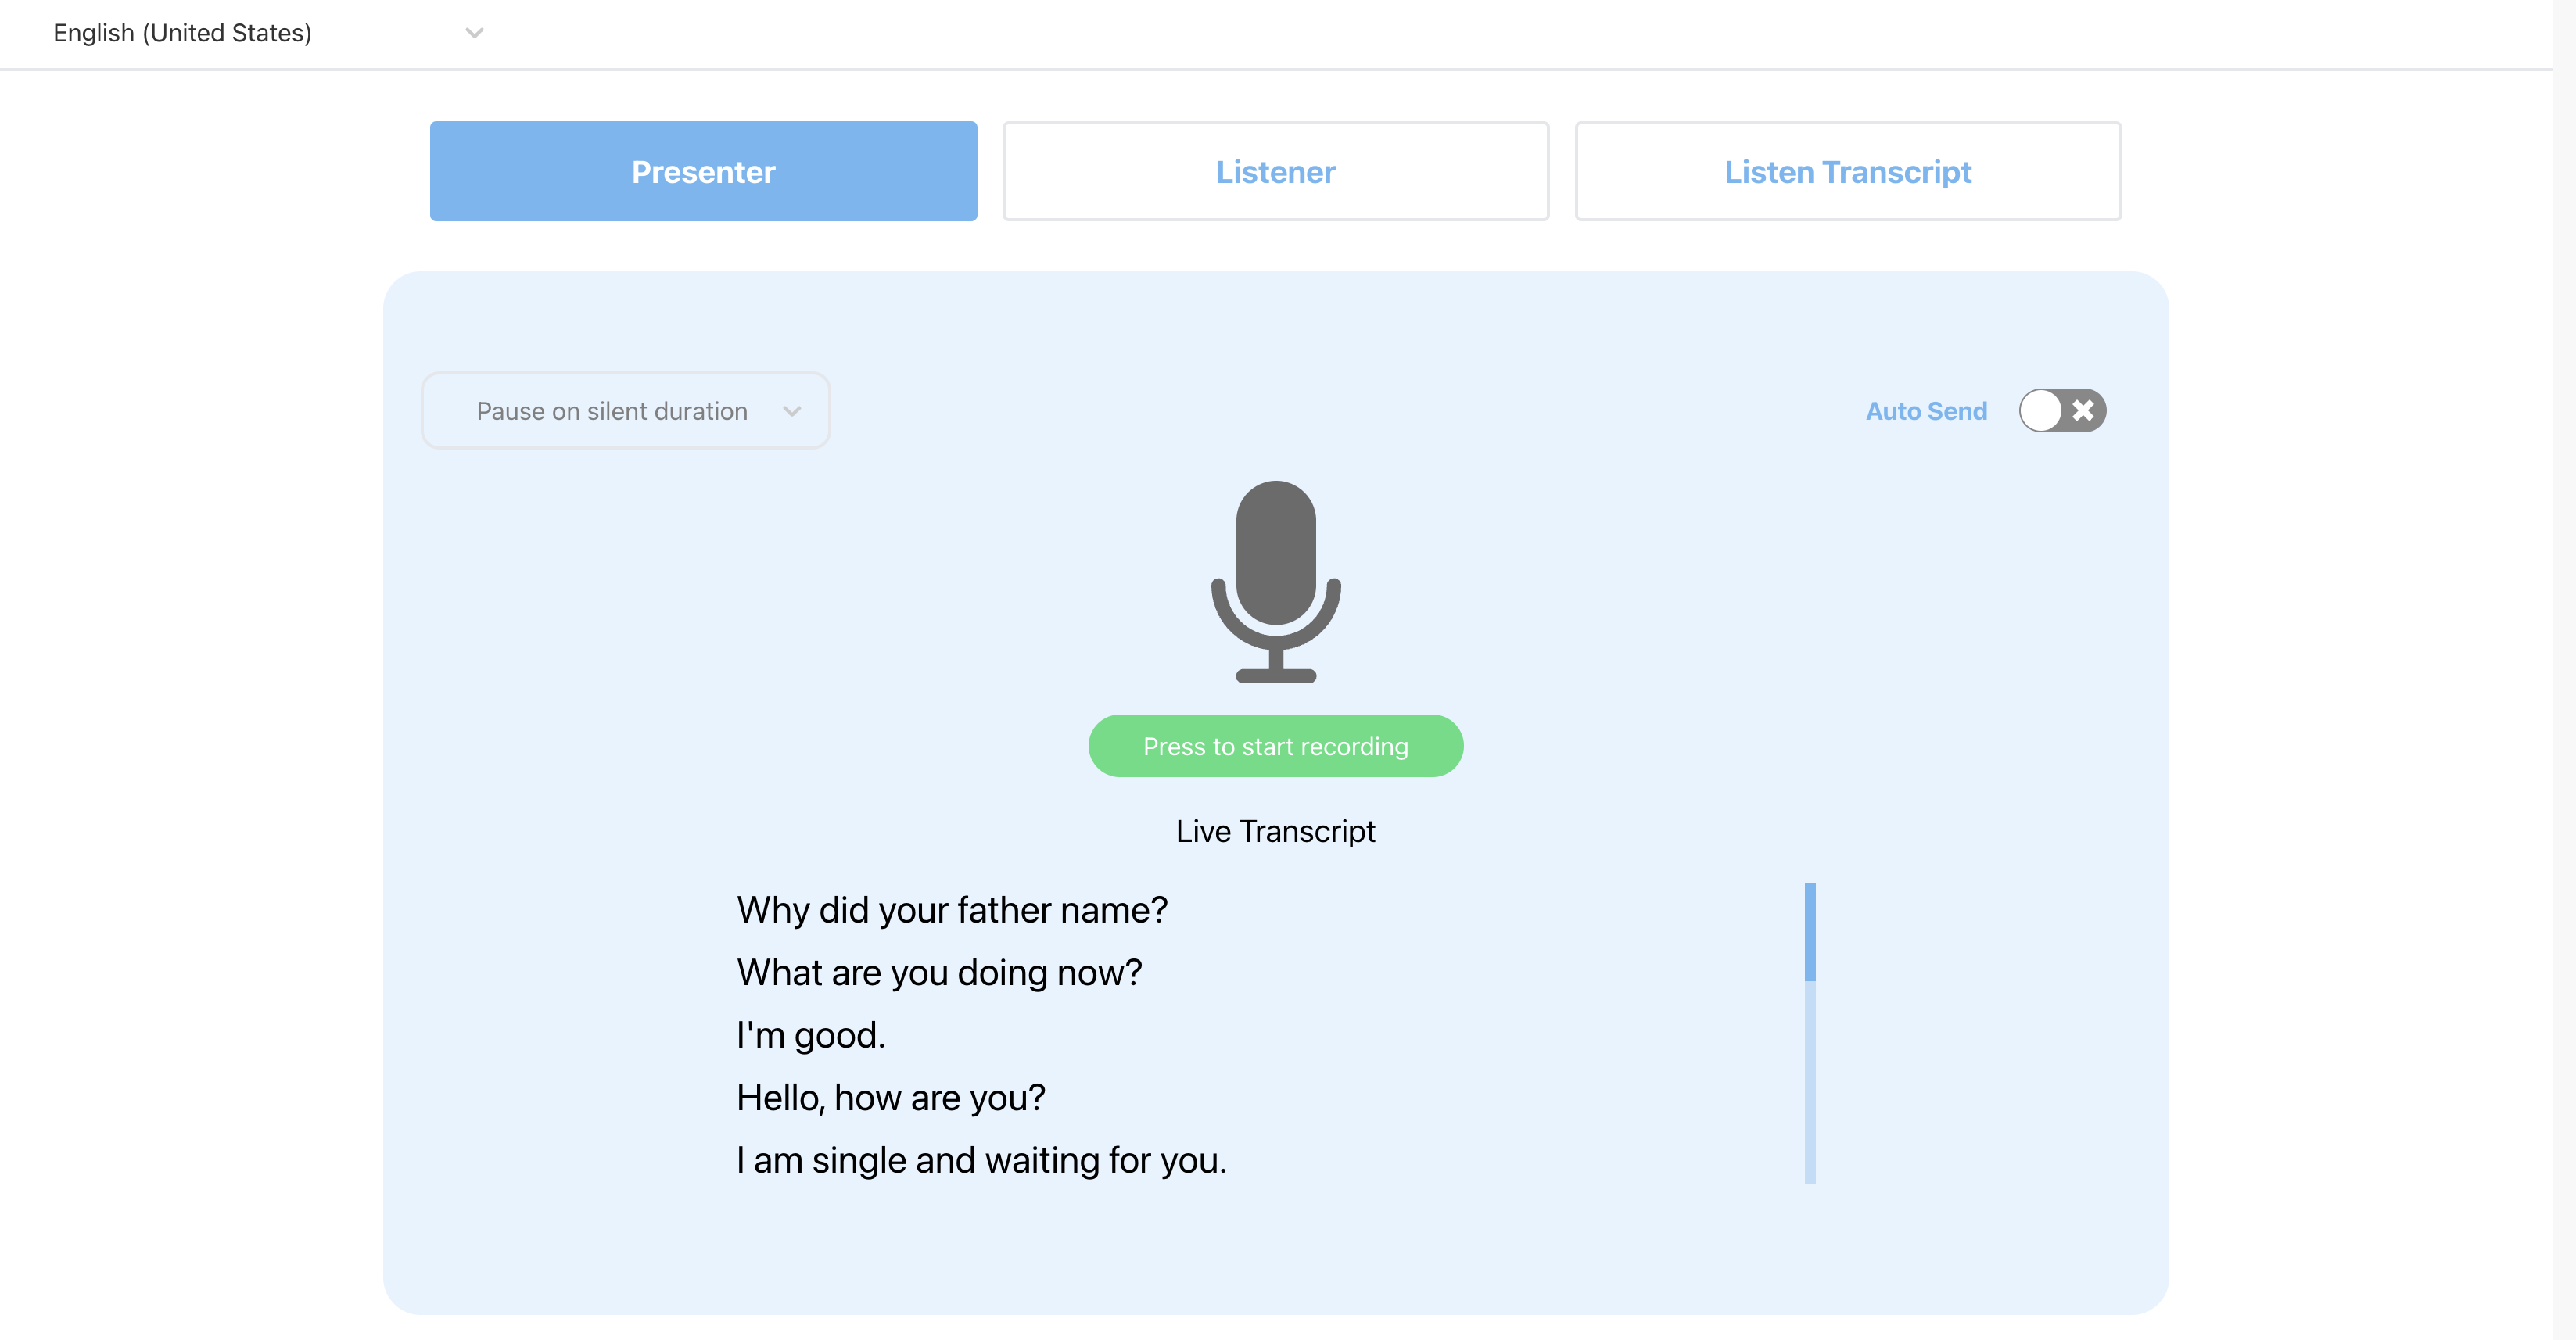 English (United States)
Presenter
Listener
Listen Transcript
Pause on silent duration
Auto Send
Press to start recording
Live Transcript
Why did your father name?
What are you doing now?
I'm good.
Hello, how are you?
I am single and waiting for you.